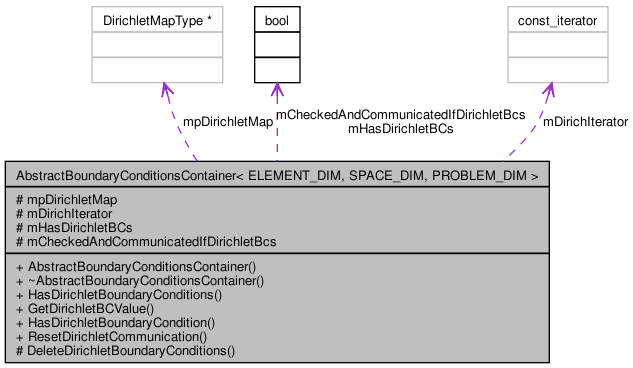 DirichletMapType *
bool
const_iterator
mpDirichletMap
mCheckedAndCommunicatedIfDirichletBcs
mHasDirichletBCs
mDirichIterator
AbstractBoundaryConditionsContainer< ELEMENT_DIM, SPACE_DIM, PROBLEM_DIM >
# mpDirichletMap
# mDirichIterator
# mHasDirichletBCs
# mCheckedAndCommunicatedIfDirichletBcs
+ AbstractBoundaryConditionsContainer()
+ ~AbstractBoundaryConditionsContainer()
+ HasDirichletBoundaryConditions()
+ GetDirichletBCValue()
+ HasDirichletBoundaryCondition()
+ ResetDirichletCommunication()
# DeleteDirichletBoundaryConditions()